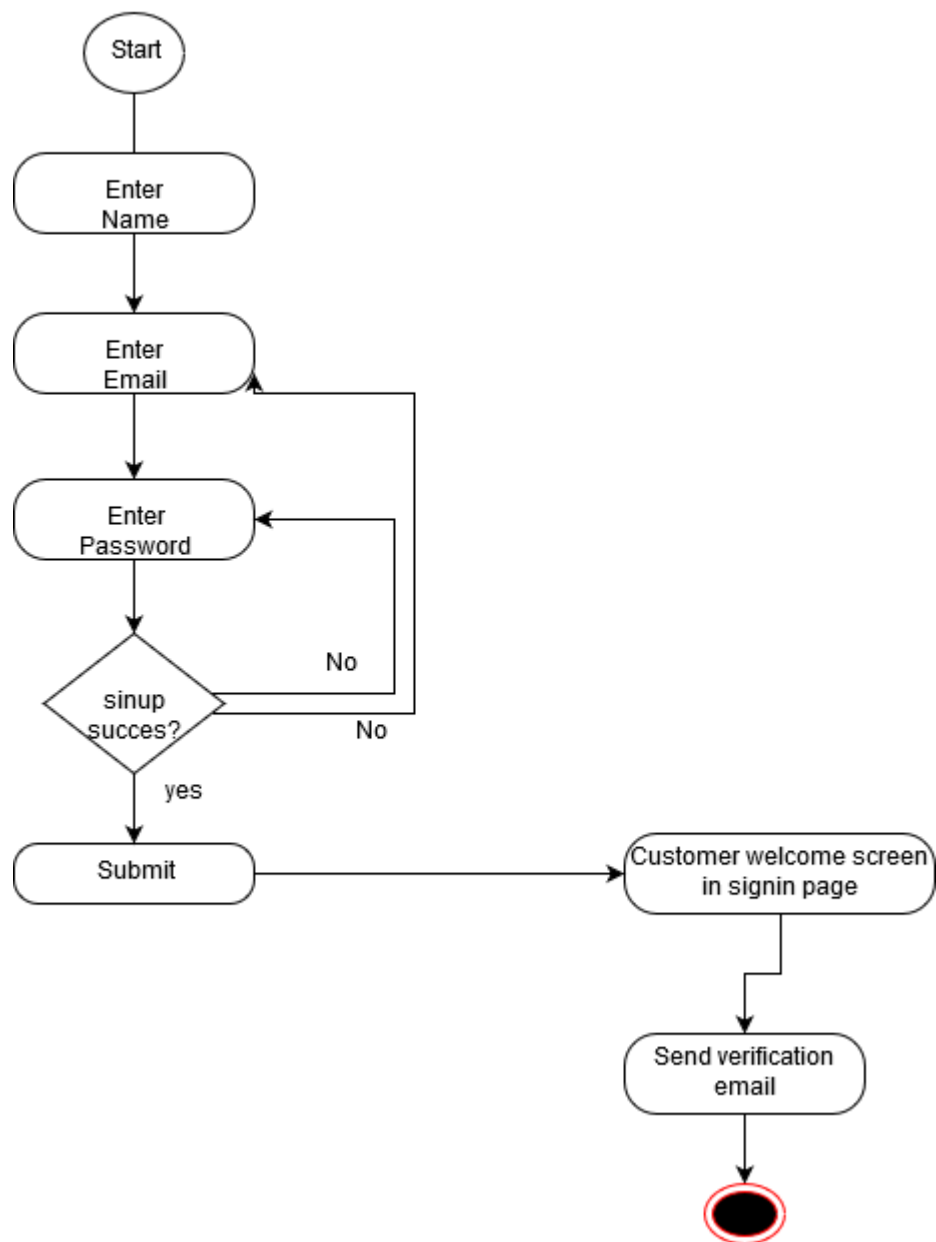 Start
Enter
Name
Enter
Email
Enter
Password
No
sinup
succes?
No
yes
Submit
Customer welcome screen
in signin page
Send verification
email